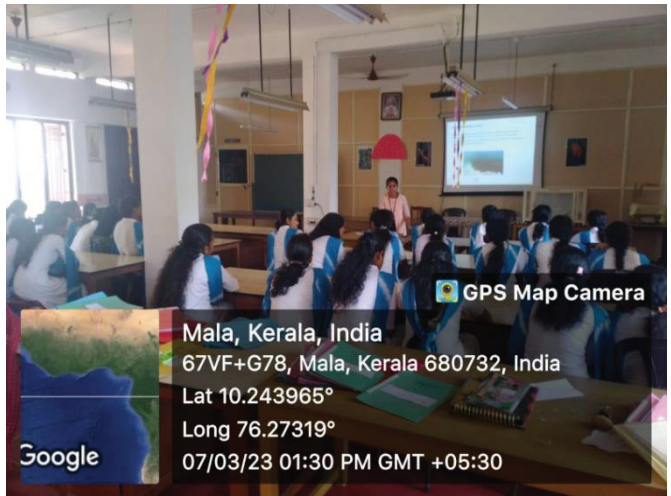 GPS Map Camera
Mala, Kerala, India
67VF+G78, Mala, Kerala 680732, India
Lat 10.243965°
Long 76.27319°
07/03/23 01:30 PM GMT +05:30
Google